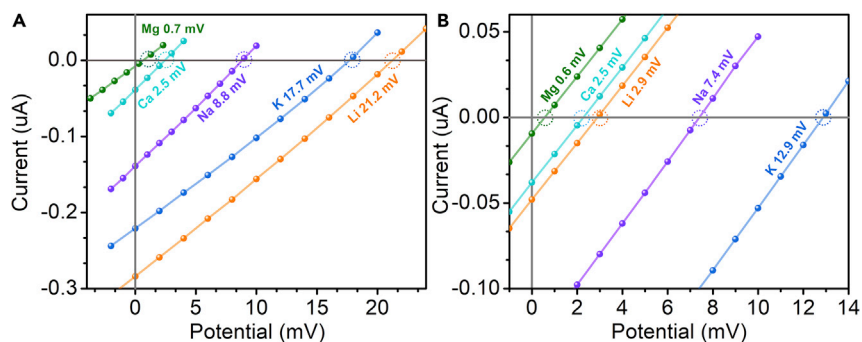 A
Current (uA)
0.0
-0.1
-0.2
-0.3
Mg 0.7 mV
Ca 2.5 mV
Na 8.8 mV
K 17.7 mV
Li 21.2 mV
0
5
10
15
20
Potential (mV)
B
Current (uA)
0.05
0.00
0.05
-0.10
Mg 0.6 mV
Ca 2.5 mV
Li 2.9 mV
Na 7.4 mV
K 12.9 mV
0
2
4
6
8
10
12
14
Potential (mV)